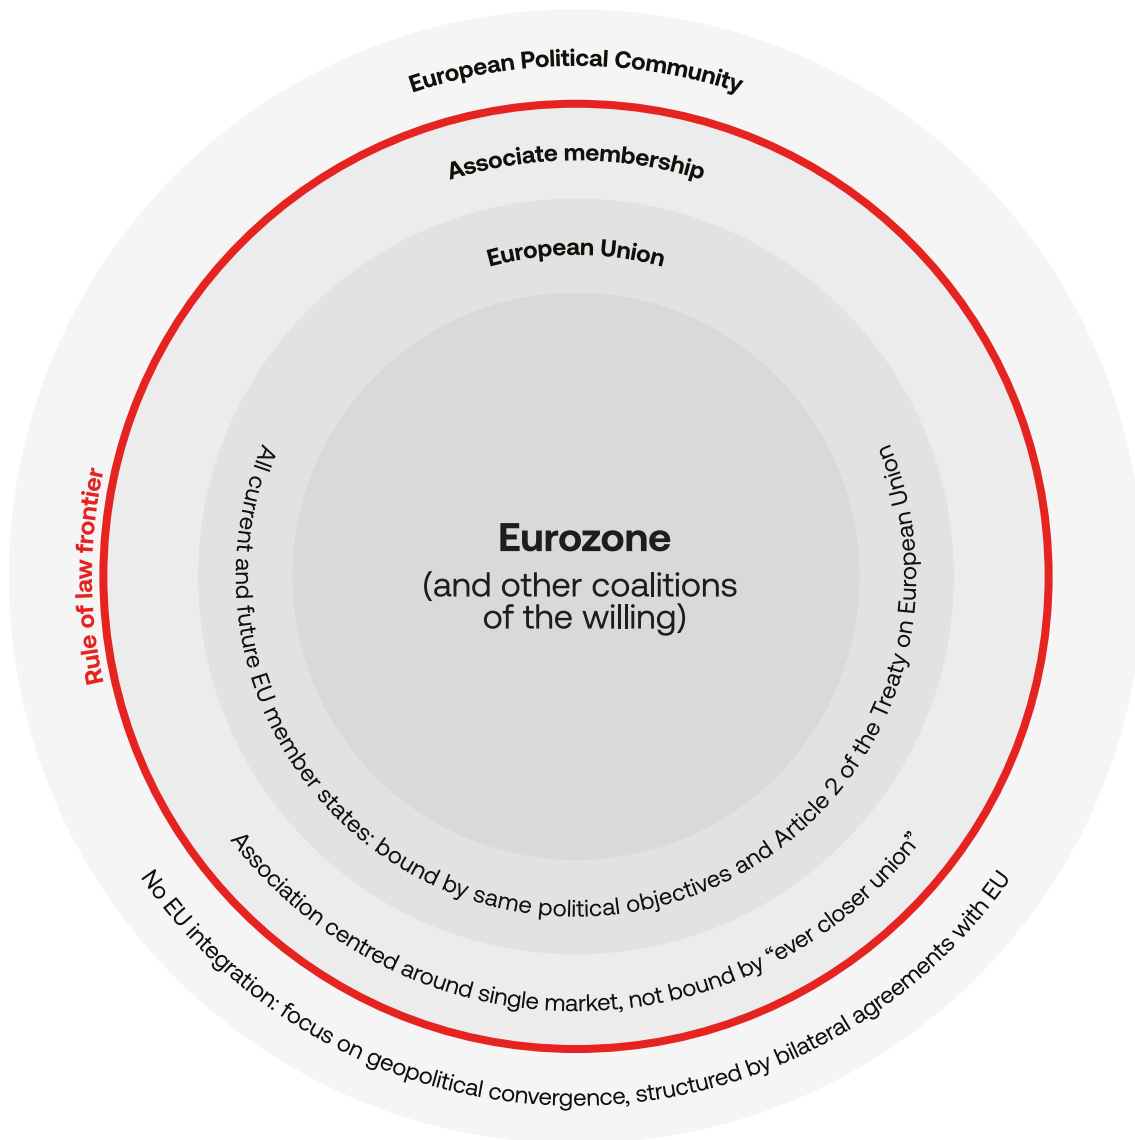 European Political Community
Associate membership
European Union
Eurozone
(and other coalitions
of the willing)
Rule of law frontier
All current and future EU member states: bound by same political objectives and Article 2 of the Treaty on European Union
Association centred around single market, not bound by “ever closer union”
No EU integration: focus on geopolitical convergence, structured by bilateral agreements with EU